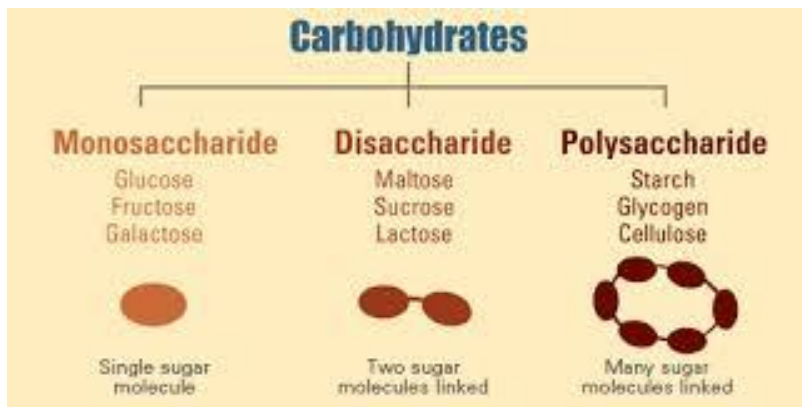 Carbohydrates
Monosaccharide
Glucose
Fructose
Galactose
Single sugar
molecule
Disaccharide
Maltose
Sucrose
Lactose
Two sugar
molecules linked
Polysaccharide
Starch
Glycogen
Cellulose
Many sugar
molecules linked